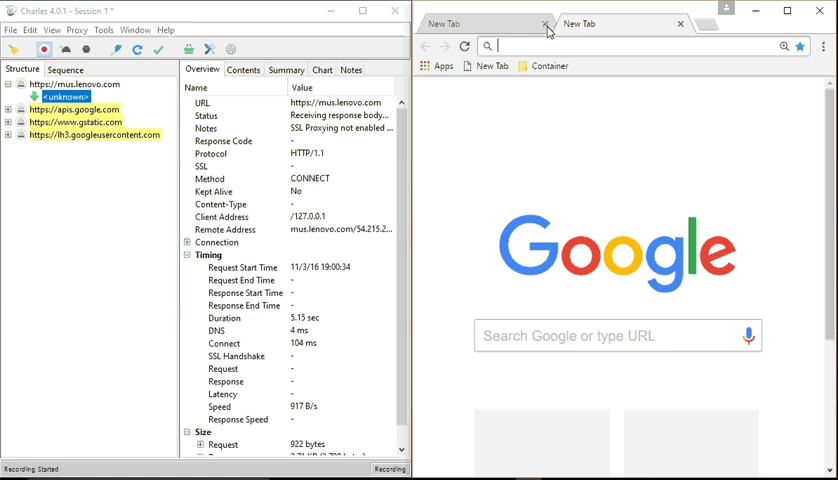 Charles 4.0.1 - Session 1 *
File Edit View Proxy Tools Window Help
Structure Sequence
https://mus.lenovo.com
<unknown>
https://apis.google.com
https://www.gstatic.com
https://lh3.googleusercontent.com
Overview Contents Summary Chart Notes
Name Value
URL https://mus.lenovo.com
Status Receiving response body...
Notes SSL Proxying not enabled ...
Response Code -
Protocol HTTP/1.1
SSL -
Method CONNECT
Kept Alive No
Content-Type -
Client Address /127.0.0.1
Remote Address mus.lenovo.com/54.215.2...
Connection
Timing
Request Start Time 11/3/16 19:00:34
Request End Time -
Response Start Time -
Response End Time -
Duration 5.15 sec
DNS 4 ms
Connect 104 ms
SSL Handshake -
Request -
Response -
Latency -
Speed 917 B/s
Response Speed -
Size
Request 922 bytes
Recording Started Recording
New Tab New Tab
Apps New Tab Container
Google
Search Google or type URL